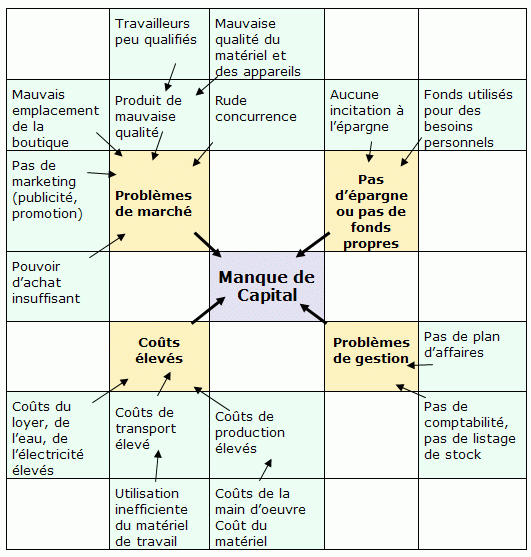 Travailleurs
peu qualifiés
Mauvaise
qualité du
matériel et
des appareils
Mauvais
emplacement
de la
boutique
Produit de
mauvaise
qualité
Rude
concurrence
Aucune
incitation à
l'épargne
Fonds utilisés
pour des
besoins
personnels
Pas de
marketing
(publicité,
promotion)
Problèmes
de marché
Pas
d'épargne
ou pas de
fonds
propres
Pouvoir
d'achat
insuffisant
Manque de
Capital
Coûts
élevés
Problèmes
de gestion
Pas de plan
d'affaires
Coûts du
loyer, de
l'eau, de
l'électricité
élevés
Coûts de
transport
élevé
Coûts de
production
élevés
Pas de
comptabilité,
pas de listage
de stock
Utilisation
inefficiente
du matériel
de travail
Coûts de la
main d'oeuvre
Coût du
matériel